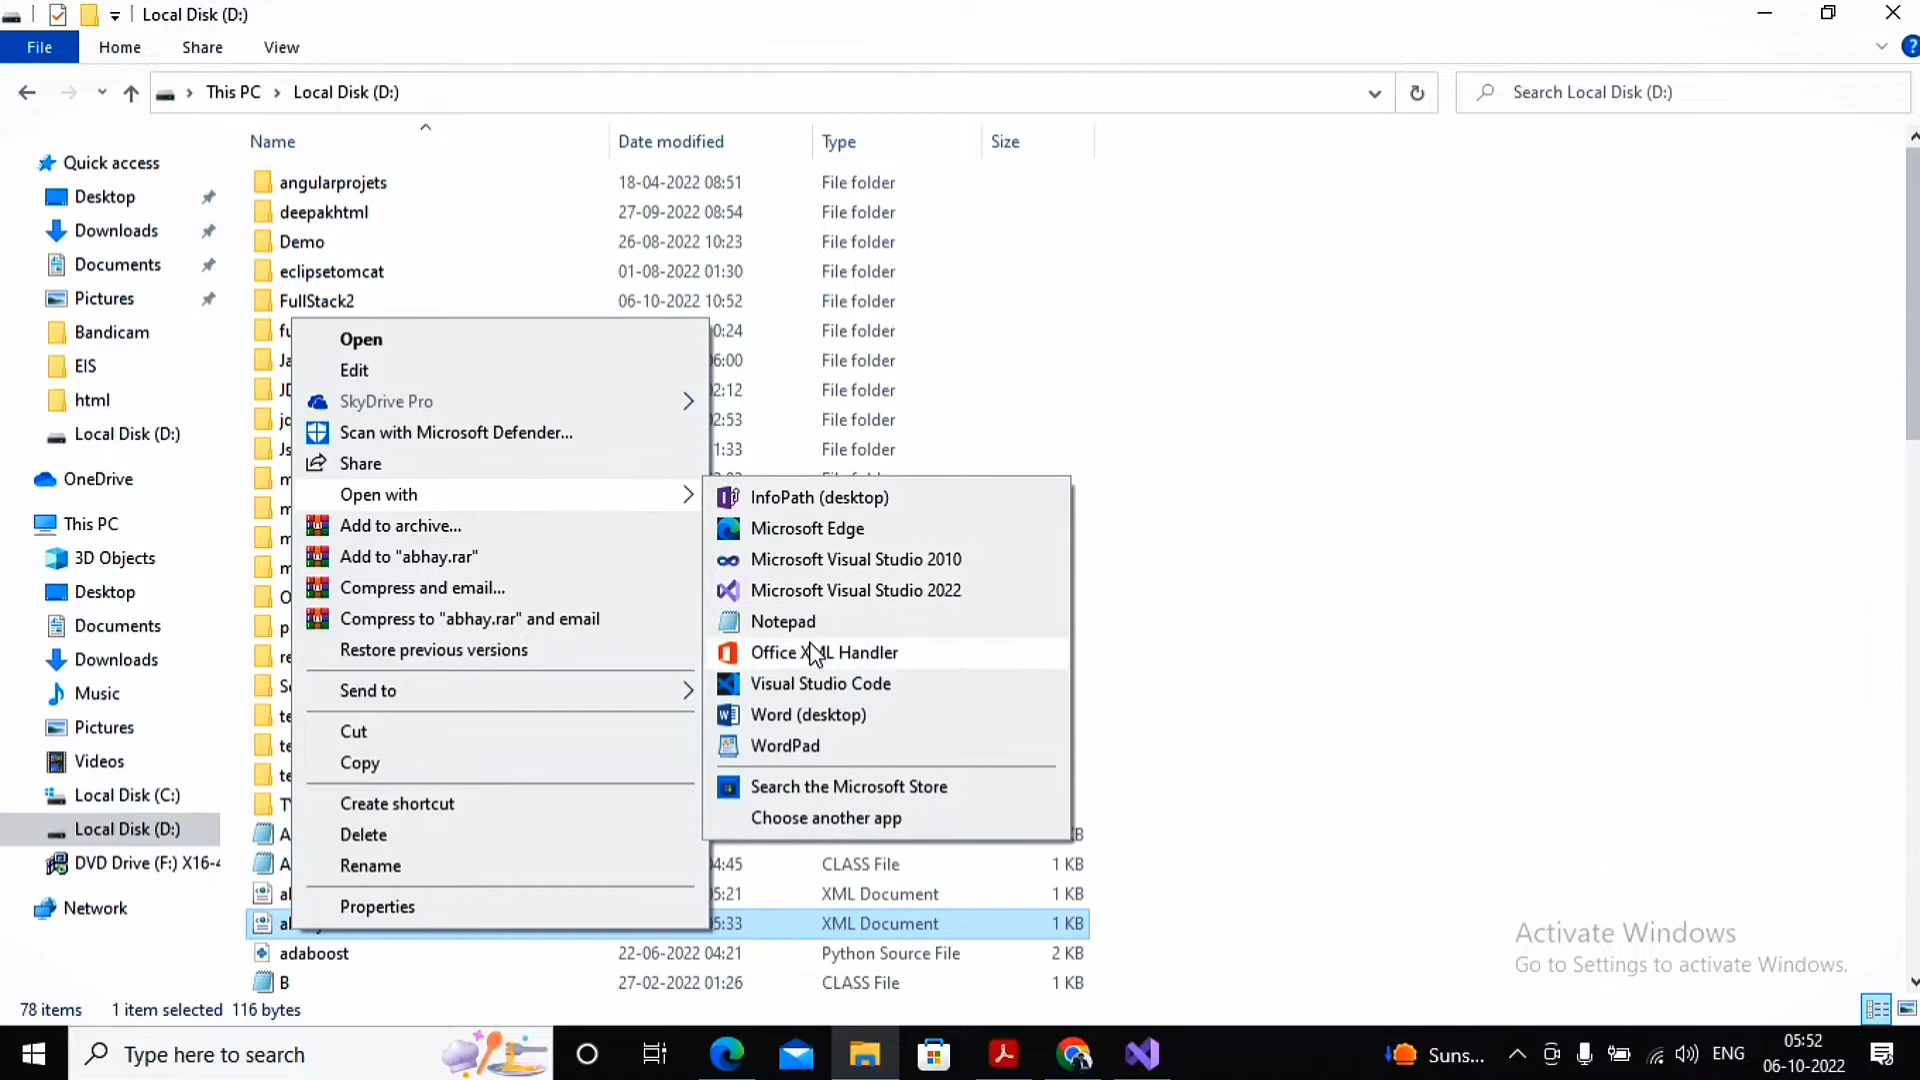 Local Disk (D:)
File Home Share View
This PC Local Disk (D:) Search Local Disk (D:)
Name Date modified Type Size
Quick access
Desktop
Downloads
Documents
Pictures
Bandicam
EIS
html
Local Disk (D:)
OneDrive
This PC
3D Objects
Desktop
Documents
Downloads
Music
Pictures
Videos
Local Disk (C:)
Local Disk (D:)
DVD Drive (F:) X16-4
Network
angularprojets 18-04-2022 08:51 File folder
deepakhtml 27-09-2022 08:54 File folder
Demo 26-08-2022 10:23 File folder
eclipsetomcat 01-08-2022 01:30 File folder
FullStack2 06-10-2022 10:52 File folder
File folder
File folder
File folder
File folder
File folder
Open
Edit
SkyDrive Pro
Scan with Microsoft Defender...
Share
Open with
Add to archive...
Add to "abhay.rar"
Compress and email...
Compress to "abhay.rar" and email
Restore previous versions
Send to
Cut
Copy
Create shortcut
Delete
Rename
Properties
InfoPath (desktop)
Microsoft Edge
Microsoft Visual Studio 2010
Microsoft Visual Studio 2022
Notepad
Office XML Handler
Visual Studio Code
Word (desktop)
WordPad
Search the Microsoft Store
Choose another app
CLASS File 1 KB
XML Document 1 KB
XML Document 1 KB
adaboost 22-06-2022 04:21 Python Source File 2 KB
B 27-02-2022 01:26 CLASS File 1 KB
Activate Windows
Go to Settings to activate Windows.
78 items 1 item selected 116 bytes
Type here to search
Suns... ENG 05:52
06-10-2022